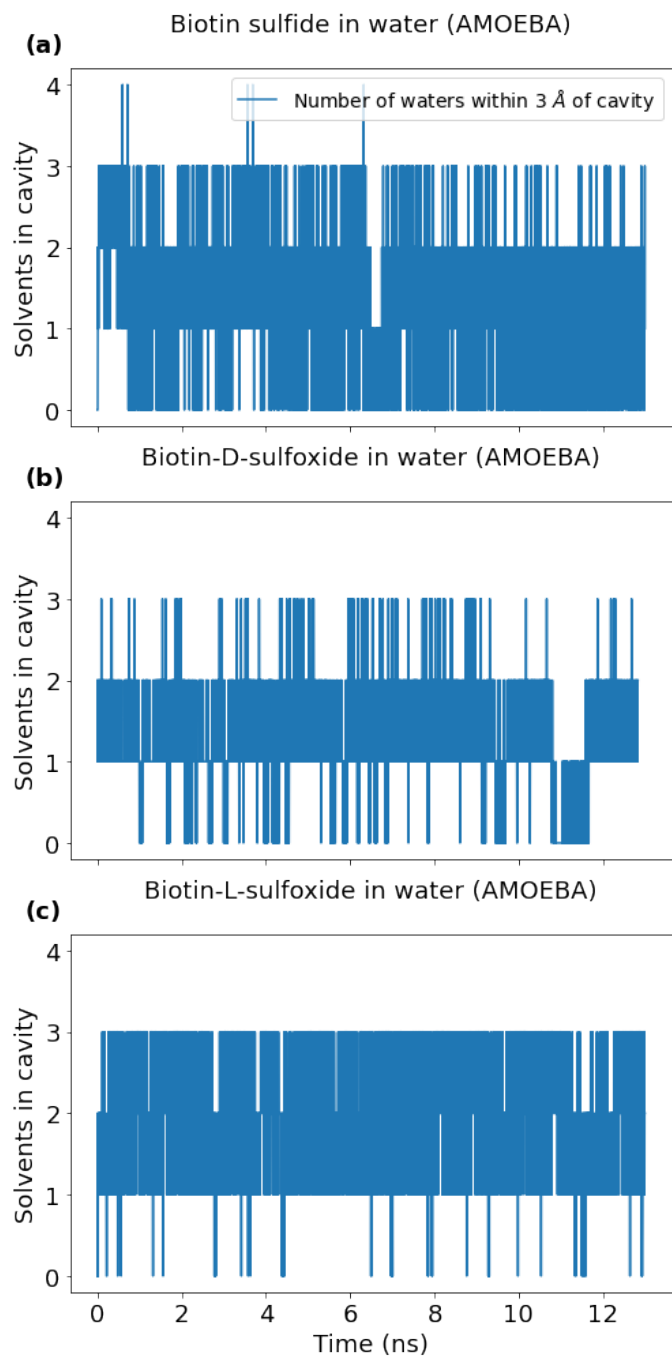 Biotin sulfide in water (AMOEBA)
(a)
Number of waters within 3 Å of cavity
4
3
2
1
0
Solvents in cavity
Biotin-D-sulfoxide in water (AMOEBA)
(b)
4
3
2
1
0
Solvents in cavity
Biotin-L-sulfoxide in water (AMOEBA)
(c)
4
3
2
1
0
Solvents in cavity
0 2 4 6 8 10 12
Time (ns)